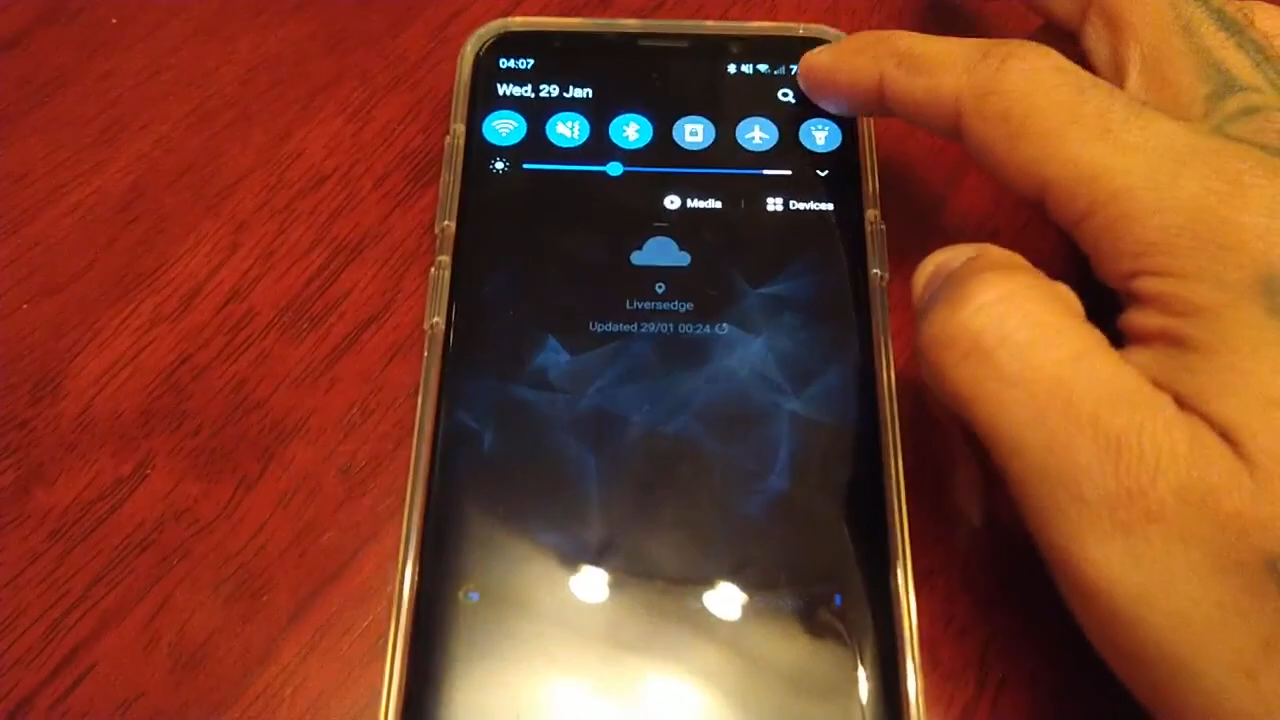 04:07
Wed, 29 Jan
Media
Devices
Liversedge
Updated 29/01 00:24